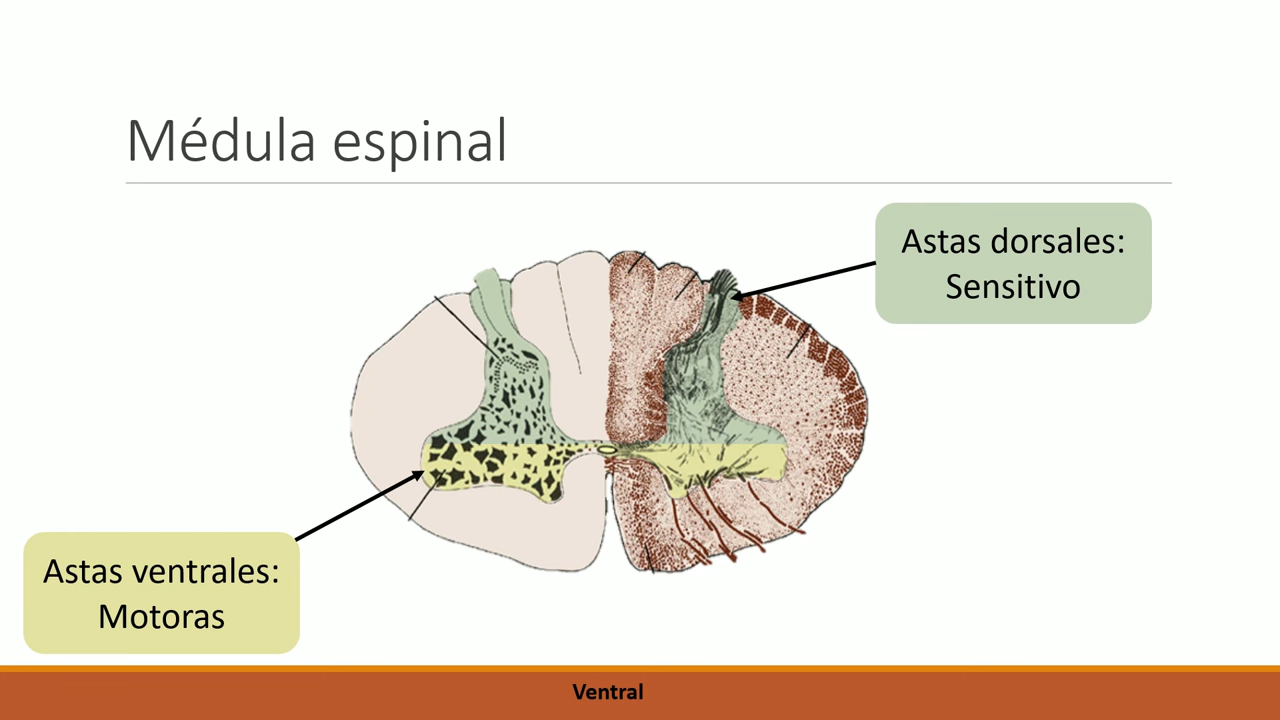 Médula espinal
Astas dorsales:
Sensitivo
Astas ventrales:
Motoras
Ventral